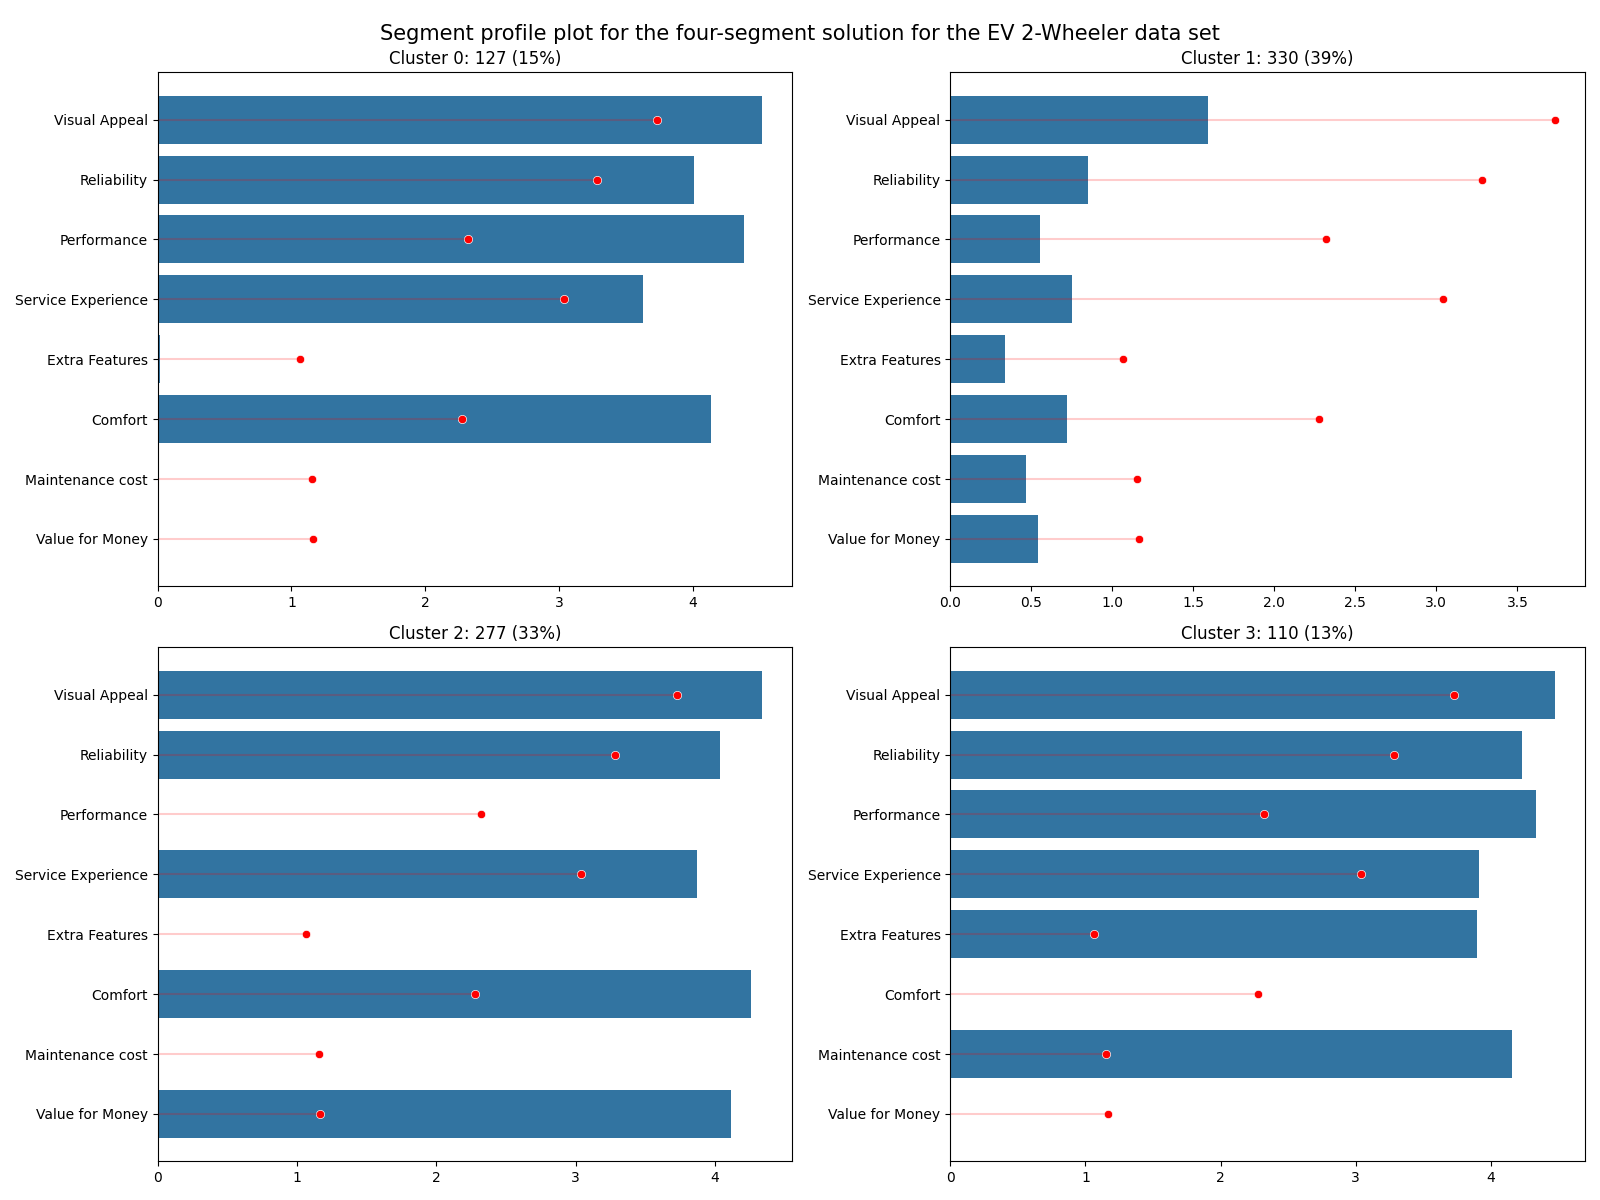 Segment profile plot for the four-segment solution for the EV 2-Wheeler data set
Cluster 0: 127 (15%)
Visual Appeal
Reliability
Performance
Service Experience
Extra Features
Comfort
Maintenance cost
Value for Money
0 1 2 3 4
Cluster 1: 330 (39%)
Visual Appeal
Reliability
Performance
Service Experience
Extra Features
Comfort
Maintenance cost
Value for Money
0.0 0.5 1.0 1.5 2.0 2.5 3.0 3.5
Cluster 2: 277 (33%)
Visual Appeal
Reliability
Performance
Service Experience
Extra Features
Comfort
Maintenance cost
Value for Money
0 1 2 3 4
Cluster 3: 110 (13%)
Visual Appeal
Reliability
Performance
Service Experience
Extra Features
Comfort
Maintenance cost
Value for Money
0 1 2 3 4